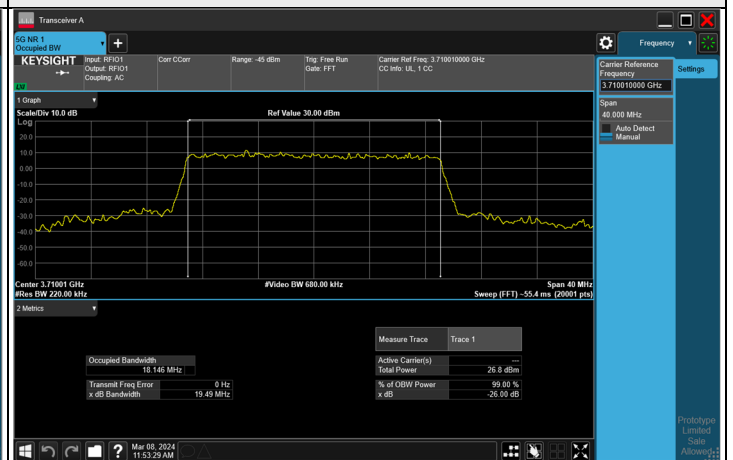 Transceiver A
5G NR 1
Occupied BW
+
Frequency
KEYSIGHT
LXI
Input: RFIO1
Output: RFIO1
Coupling: AC
Corr CCorr
Range: -45 dBm
Trig: Free Run
Gate: FFT
Carrier Ref Freq: 3.710010000 GHz
CC Info: UL, 1 CC
Carrier Reference
Frequency
3.710010000 GHz
Settings
Span
40.000 MHz
Auto Detect
Manual
1 Graph
Scale/Div 10.0 dB
Ref Value 30.00 dBm
Log
20.0
10.0
0.00
-10.0
-20.0
-30.0
-40.0
-50.0
-60.0
Center 3.71001 GHz
#Video BW 680.00 kHz
Span 40 MHz
#Res BW 220.00 kHz
Sweep (FFT) ~55.4 ms (20001 pts)
2 Metrics
Measure Trace Trace 1
Occupied Bandwidth
18.146 MHz
Active Carrier(s) ---
Total Power 26.8 dBm
Transmit Freq Error 0 Hz
x dB Bandwidth 19.49 MHz
% of OBW Power 99.00 %
x dB -26.00 dB
Prototype
Limited
Sale
Allowed
?
Mar 08, 2024
11:53:29 AM